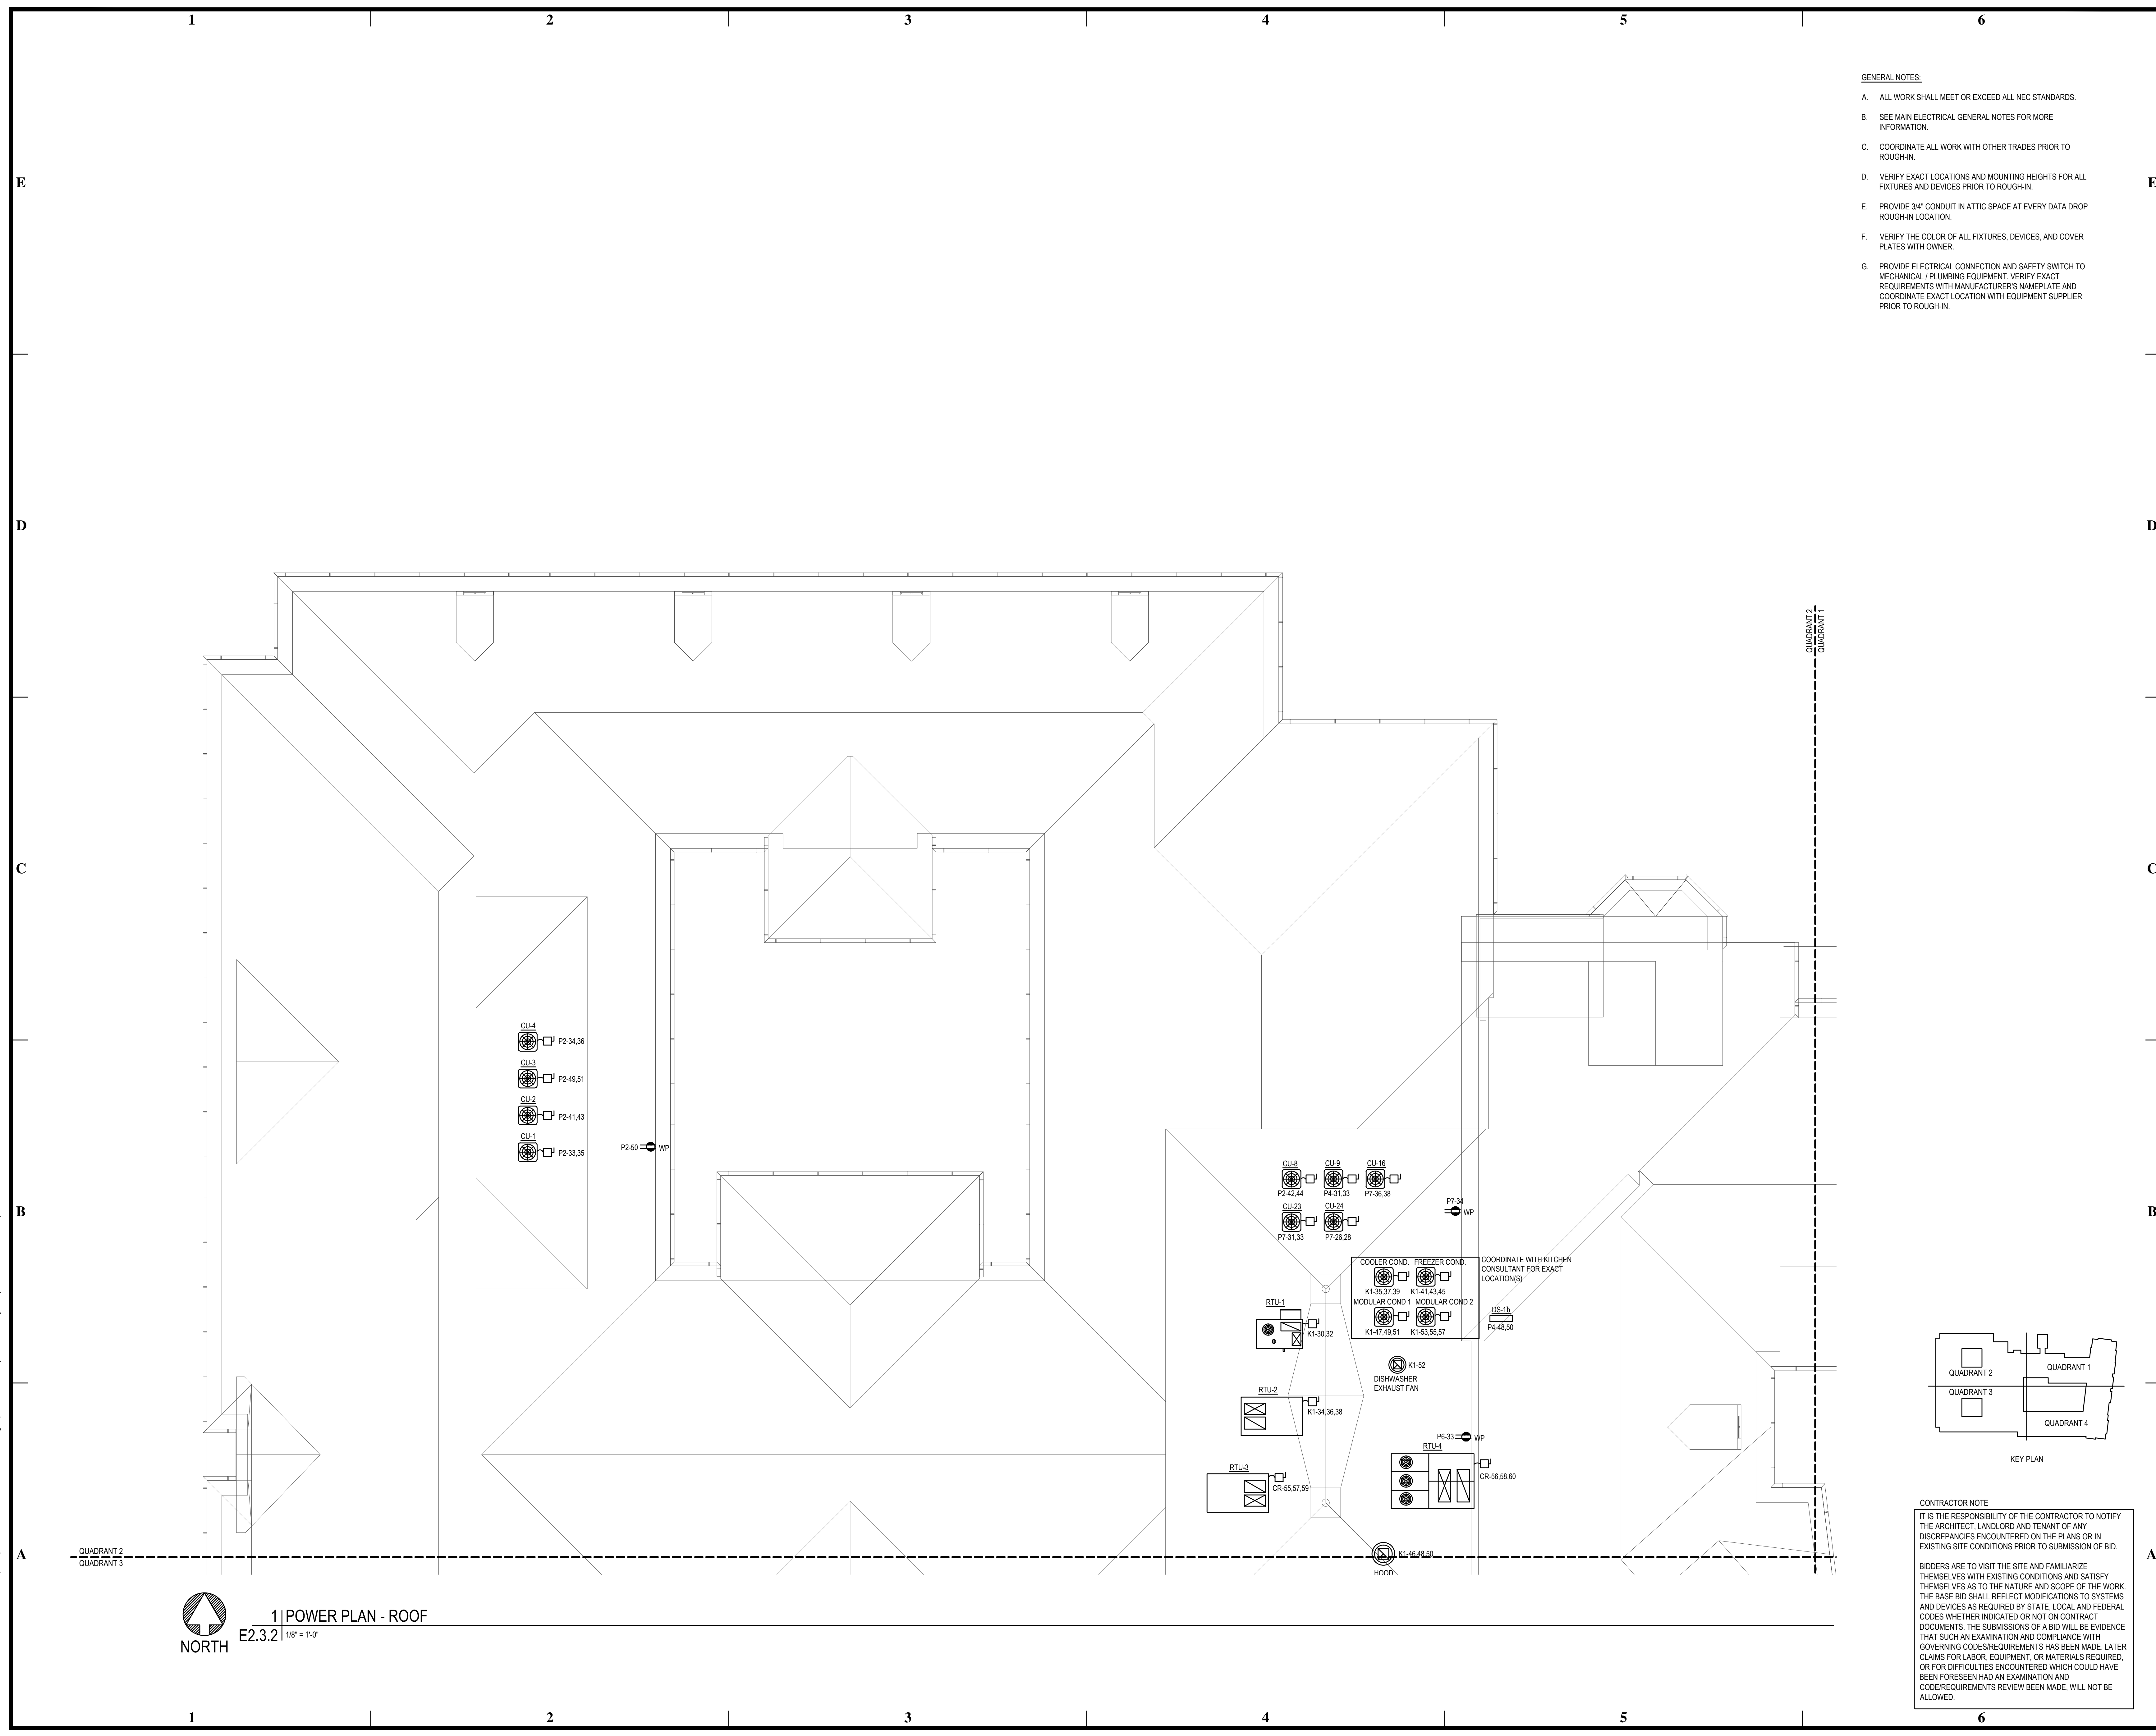 1 2 3 4 5 6
GENERAL NOTES:
A. ALL WORK SHALL MEET OR EXCEED ALL NEC STANDARDS.
B. SEE MAIN ELECTRICAL GENERAL NOTES FOR MORE
INFORMATION.
C. COORDINATE ALL WORK WITH OTHER TRADES PRIOR TO
ROUGH-IN.
D. VERIFY EXACT LOCATIONS AND MOUNTING HEIGHTS FOR ALL
FIXTURES AND DEVICES PRIOR TO ROUGH-IN.
E. PROVIDE 3/4" CONDUIT IN ATTIC SPACE AT EVERY DATA DROP
ROUGH-IN LOCATION.
F. VERIFY THE COLOR OF ALL FIXTURES, DEVICES, AND COVER
PLATES WITH OWNER.
G. PROVIDE ELECTRICAL CONNECTION AND SAFETY SWITCH TO
MECHANICAL / PLUMBING EQUIPMENT. VERIFY EXACT
REQUIREMENTS WITH MANUFACTURER'S NAMEPLATE AND
COORDINATE EXACT LOCATION WITH EQUIPMENT SUPPLIER
PRIOR TO ROUGH-IN.
E E
D D
QUADRANT 2
QUADRANT 1
C C
CU-4
P2-34,36
CU-3
P2-49,51
CU-2
P2-41,43
CU-1
P2-33,35
P2-50 WP
CU-8 CU-9 CU-16
P2-42,44 P4-31,33 P7-36,38
P7-34
WP
B B
CU-23 CU-24
P7-31,33 P7-26,28
COOLER COND. FREEZER COND.
K1-35,37,39 K1-41,43,45
MODULAR COND 1 MODULAR COND 2
K1-47,49,51 K1-53,55,57
COORDINATE WITH KITCHEN
CONSULTANT FOR EXACT
LOCATION(S)
DS-1b
P4-48,50
RTU-1
K1-30,32
K1-52
DISHWASHER
EXHAUST FAN
RTU-2
K1-34,36,38
P6-33 WP
RTU-4
CR-56,58,60
RTU-3
CR-55,57,59
K1-46,48,50
HOOD
QUADRANT 2
QUADRANT 1
QUADRANT 3
QUADRANT 4
KEY PLAN
A A
QUADRANT 2
QUADRANT 3
NORTH
1 POWER PLAN - ROOF
E2.3.2 1/8" = 1'-0"
CONTRACTOR NOTE
IT IS THE RESPONSIBILITY OF THE CONTRACTOR TO NOTIFY
THE ARCHITECT, LANDLORD AND TENANT OF ANY
DISCREPANCIES ENCOUNTERED ON THE PLANS OR IN
EXISTING SITE CONDITIONS PRIOR TO SUBMISSION OF BID.
BIDDERS ARE TO VISIT THE SITE AND FAMILIARIZE
THEMSELVES WITH EXISTING CONDITIONS AND SATISFY
THEMSELVES AS TO THE NATURE AND SCOPE OF THE WORK.
THE BASE BID SHALL REFLECT MODIFICATIONS TO SYSTEMS
AND DEVICES AS REQUIRED BY STATE, LOCAL AND FEDERAL
CODES WHETHER INDICATED OR NOT ON CONTRACT
DOCUMENTS. THE SUBMISSIONS OF A BID WILL BE EVIDENCE
THAT SUCH AN EXAMINATION AND COMPLIANCE WITH
GOVERNING CODES/REQUIREMENTS HAS BEEN MADE. LATER
CLAIMS FOR LABOR, EQUIPMENT, OR MATERIALS REQUIRED,
OR FOR DIFFICULTIES ENCOUNTERED WHICH COULD HAVE
BEEN FORESEEN HAD AN EXAMINATION AND
CODE/REQUIREMENTS REVIEW BEEN MADE, WILL NOT BE
ALLOWED.
1 2 3 4 5 6